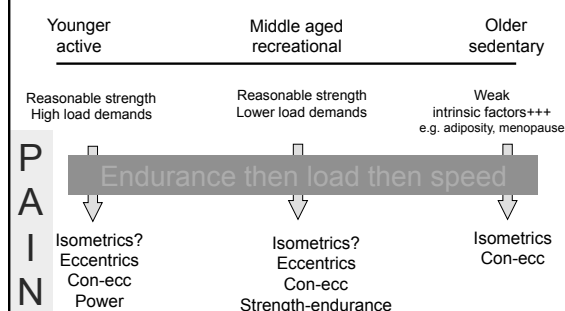 Younger
active
Middle aged
recreational
Older
sedentary
Reasonable strength
High load demands
Reasonable strength
Lower load demands
Weak
intrinsic factors+++
e.g. adiposity, menopause
PAIN
Endurance then load then speed
Isometrics?
Eccentrics
Con-ecc
Power
Isometrics?
Eccentrics
Con-ecc
Strength-endurance
Isometrics
Con-ecc